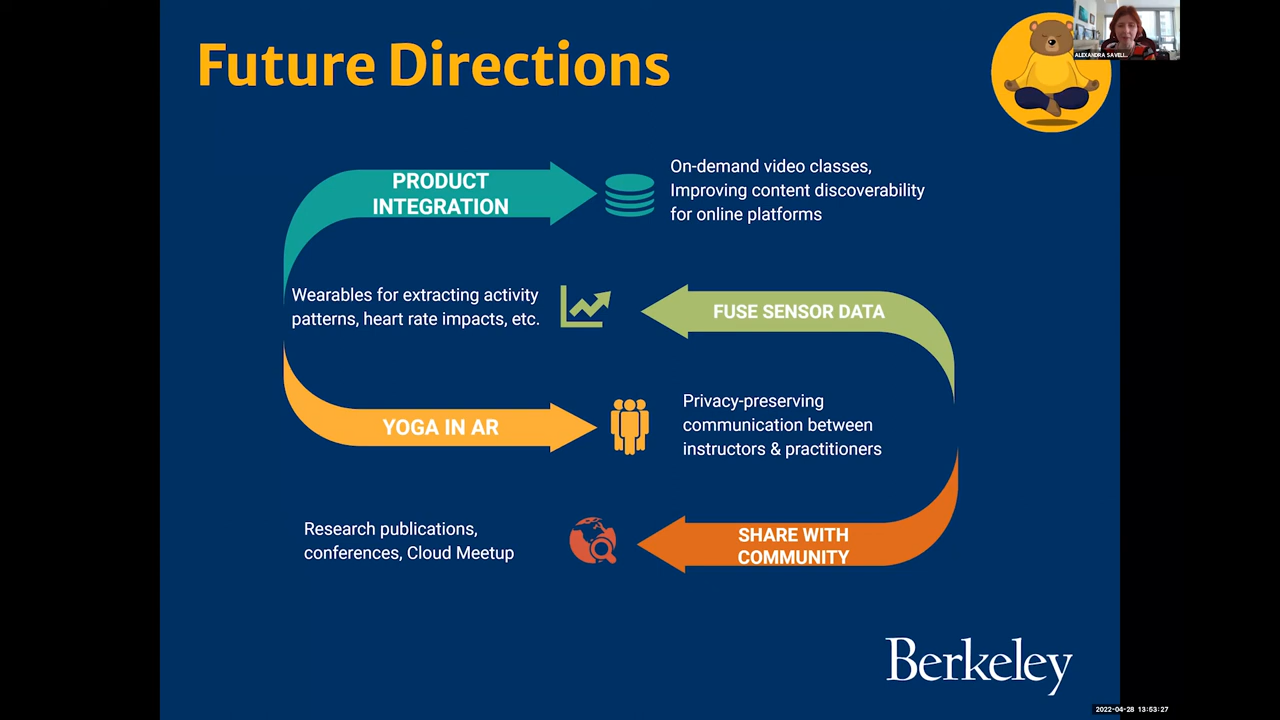 Future Directions
ALEXANDRA SAVELL...
PRODUCT
INTEGRATION
On-demand video classes,
Improving content discoverability
for online platforms
Wearables for extracting activity
patterns, heart rate impacts, etc.
FUSE SENSOR DATA
YOGA IN AR
Privacy-preserving
communication between
instructors & practitioners
Research publications,
conferences, Cloud Meetup
SHARE WITH
COMMUNITY
Berkeley
2022-04-28 13:53:27